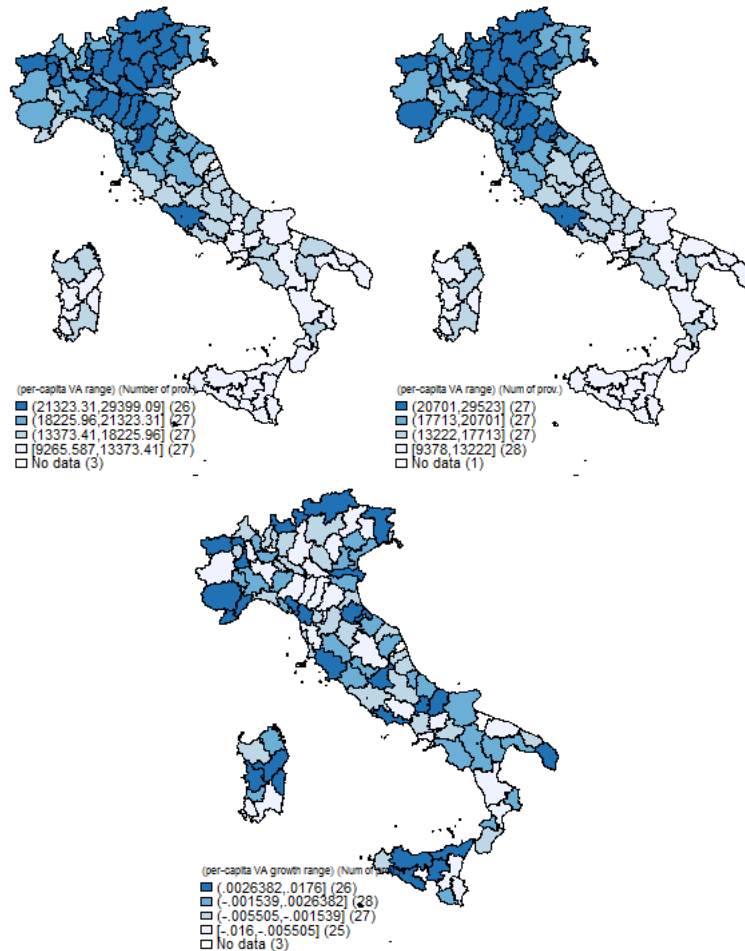 (per-capita VA range) (Number of prov.)
(21323.31,29399.09] (26)
(18225.96,21323.31] (27)
(13373.41,18225.96] (27)
[9265.587,13373.41] (27)
No data (3)
(per-capita VA range) (Num of prov.)
(20701,29523] (27)
(17713,20701] (27)
(13222,17713] (27)
[9378,13222] (28)
No data (1)
(per-capita VA growth range) (Num of
(.0026382,.0176] (26)
(-.001539,.0026382] (28)
(-.005505,-.001539] (27)
[-.016,-.005505] (25)
No data (3)